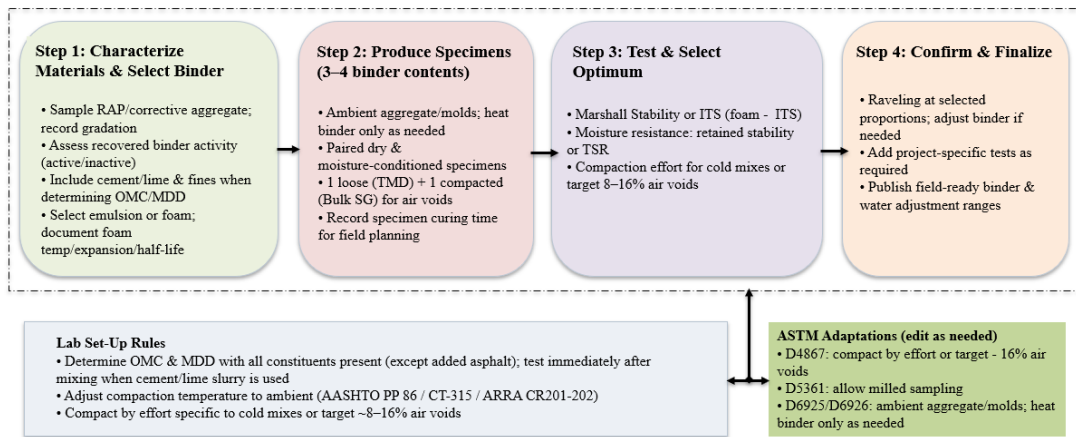 Step 1: Characterize
Materials & Select Binder
• Sample RAP/corrective aggregate;
record gradation
• Assess recovered binder activity
(active/inactive)
• Include cement/lime & fines when
determining OMC/MDD
• Select emulsion or foam;
document foam
temp/expansion/half-life
Step 2: Produce Specimens
(3–4 binder contents)
• Ambient aggregate/molds; heat
binder only as needed
• Paired dry &
moisture-conditioned specimens
• 1 loose (TMD) + 1 compacted
(Bulk SG) for air voids
• Record specimen curing time
for field planning
Step 3: Test & Select
Optimum
• Marshall Stability or ITS (foam - ITS)
• Moisture resistance: retained stability
or TSR
• Compaction effort for cold mixes or
target 8–16% air voids
Step 4: Confirm & Finalize
• Raveling at selected
proportions; adjust binder if
needed
• Add project-specific tests as
required
• Publish field-ready binder &
water adjustment ranges
Lab Set-Up Rules
• Determine OMC & MDD with all constituents present (except added asphalt); test immediately after
mixing when cement/lime slurry is used
• Adjust compaction temperature to ambient (AASHTO PP 86 / CT-315 / ARRA CR201-202)
• Compact by effort specific to cold mixes or target ~8–16% air voids
ASTM Adaptations (edit as needed)
• D4867: compact by effort or target - 16% air
voids
• D5361: allow milled sampling
• D6925/D6926: ambient aggregate/molds; heat
binder only as needed